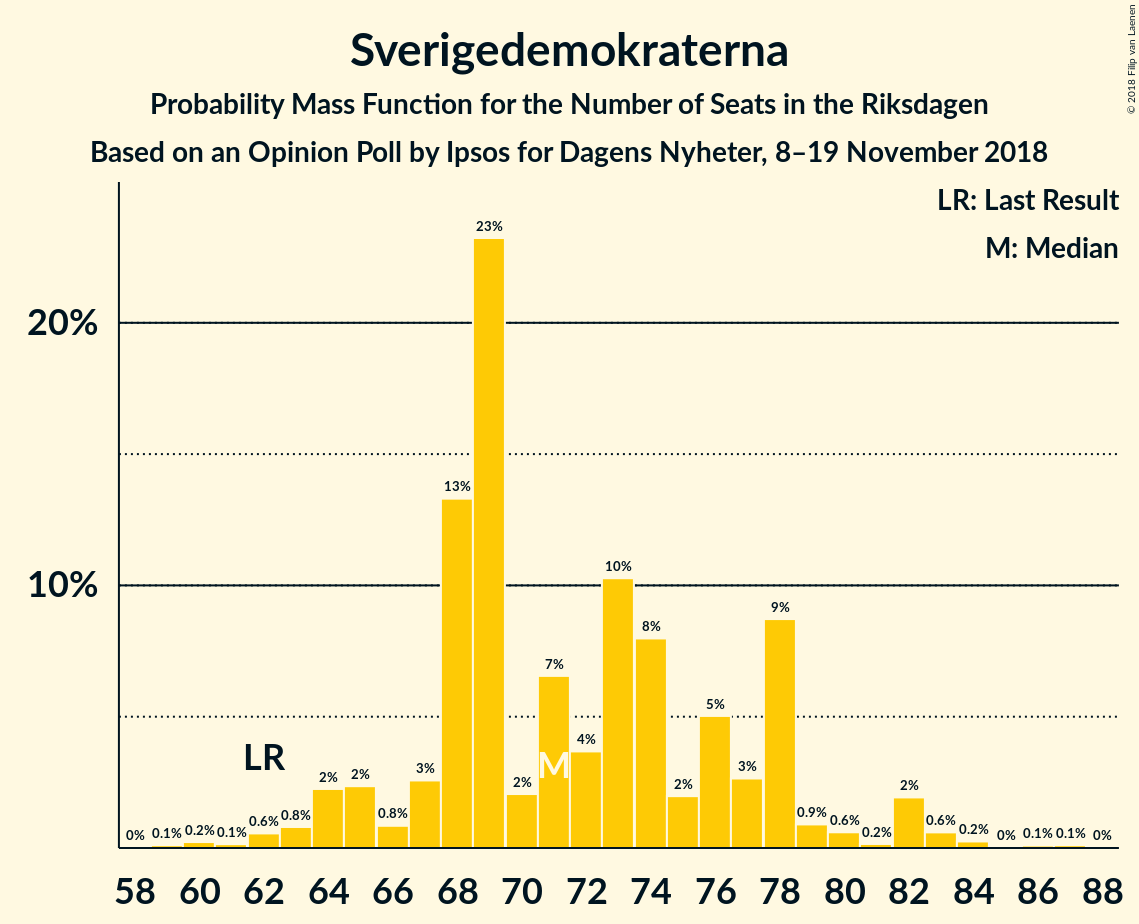 Sverigedemokraterna
Probability Mass Function for the Number of Seats in the Riksdagen
Based on an Opinion Poll by Ipsos for Dagens Nyheter, 8–19 November 2018
© 2018 Filip van Laenen
LR: Last Result
M: Median
20%
10%
LR
M
0% 0.1% 0.2% 0.1% 0.6% 0.8% 2% 2% 0.8% 3% 13% 23% 2% 7% 4% 10% 8% 2% 5% 3% 9% 0.9% 0.6% 0.2% 2% 0.6% 0.2% 0% 0.1% 0.1% 0%
58 60 62 64 66 68 70 72 74 76 78 80 82 84 86 88